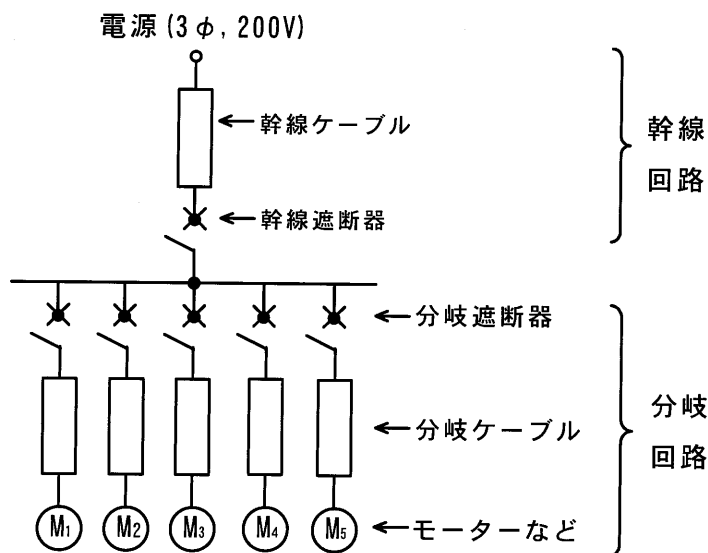 電源(3φ, 200V)
幹線ケーブル
幹線
回路
幹線遮断器
分岐遮断器
分岐ケーブル
分岐
回路
M1 M2 M3 M4 M5
モーターなど